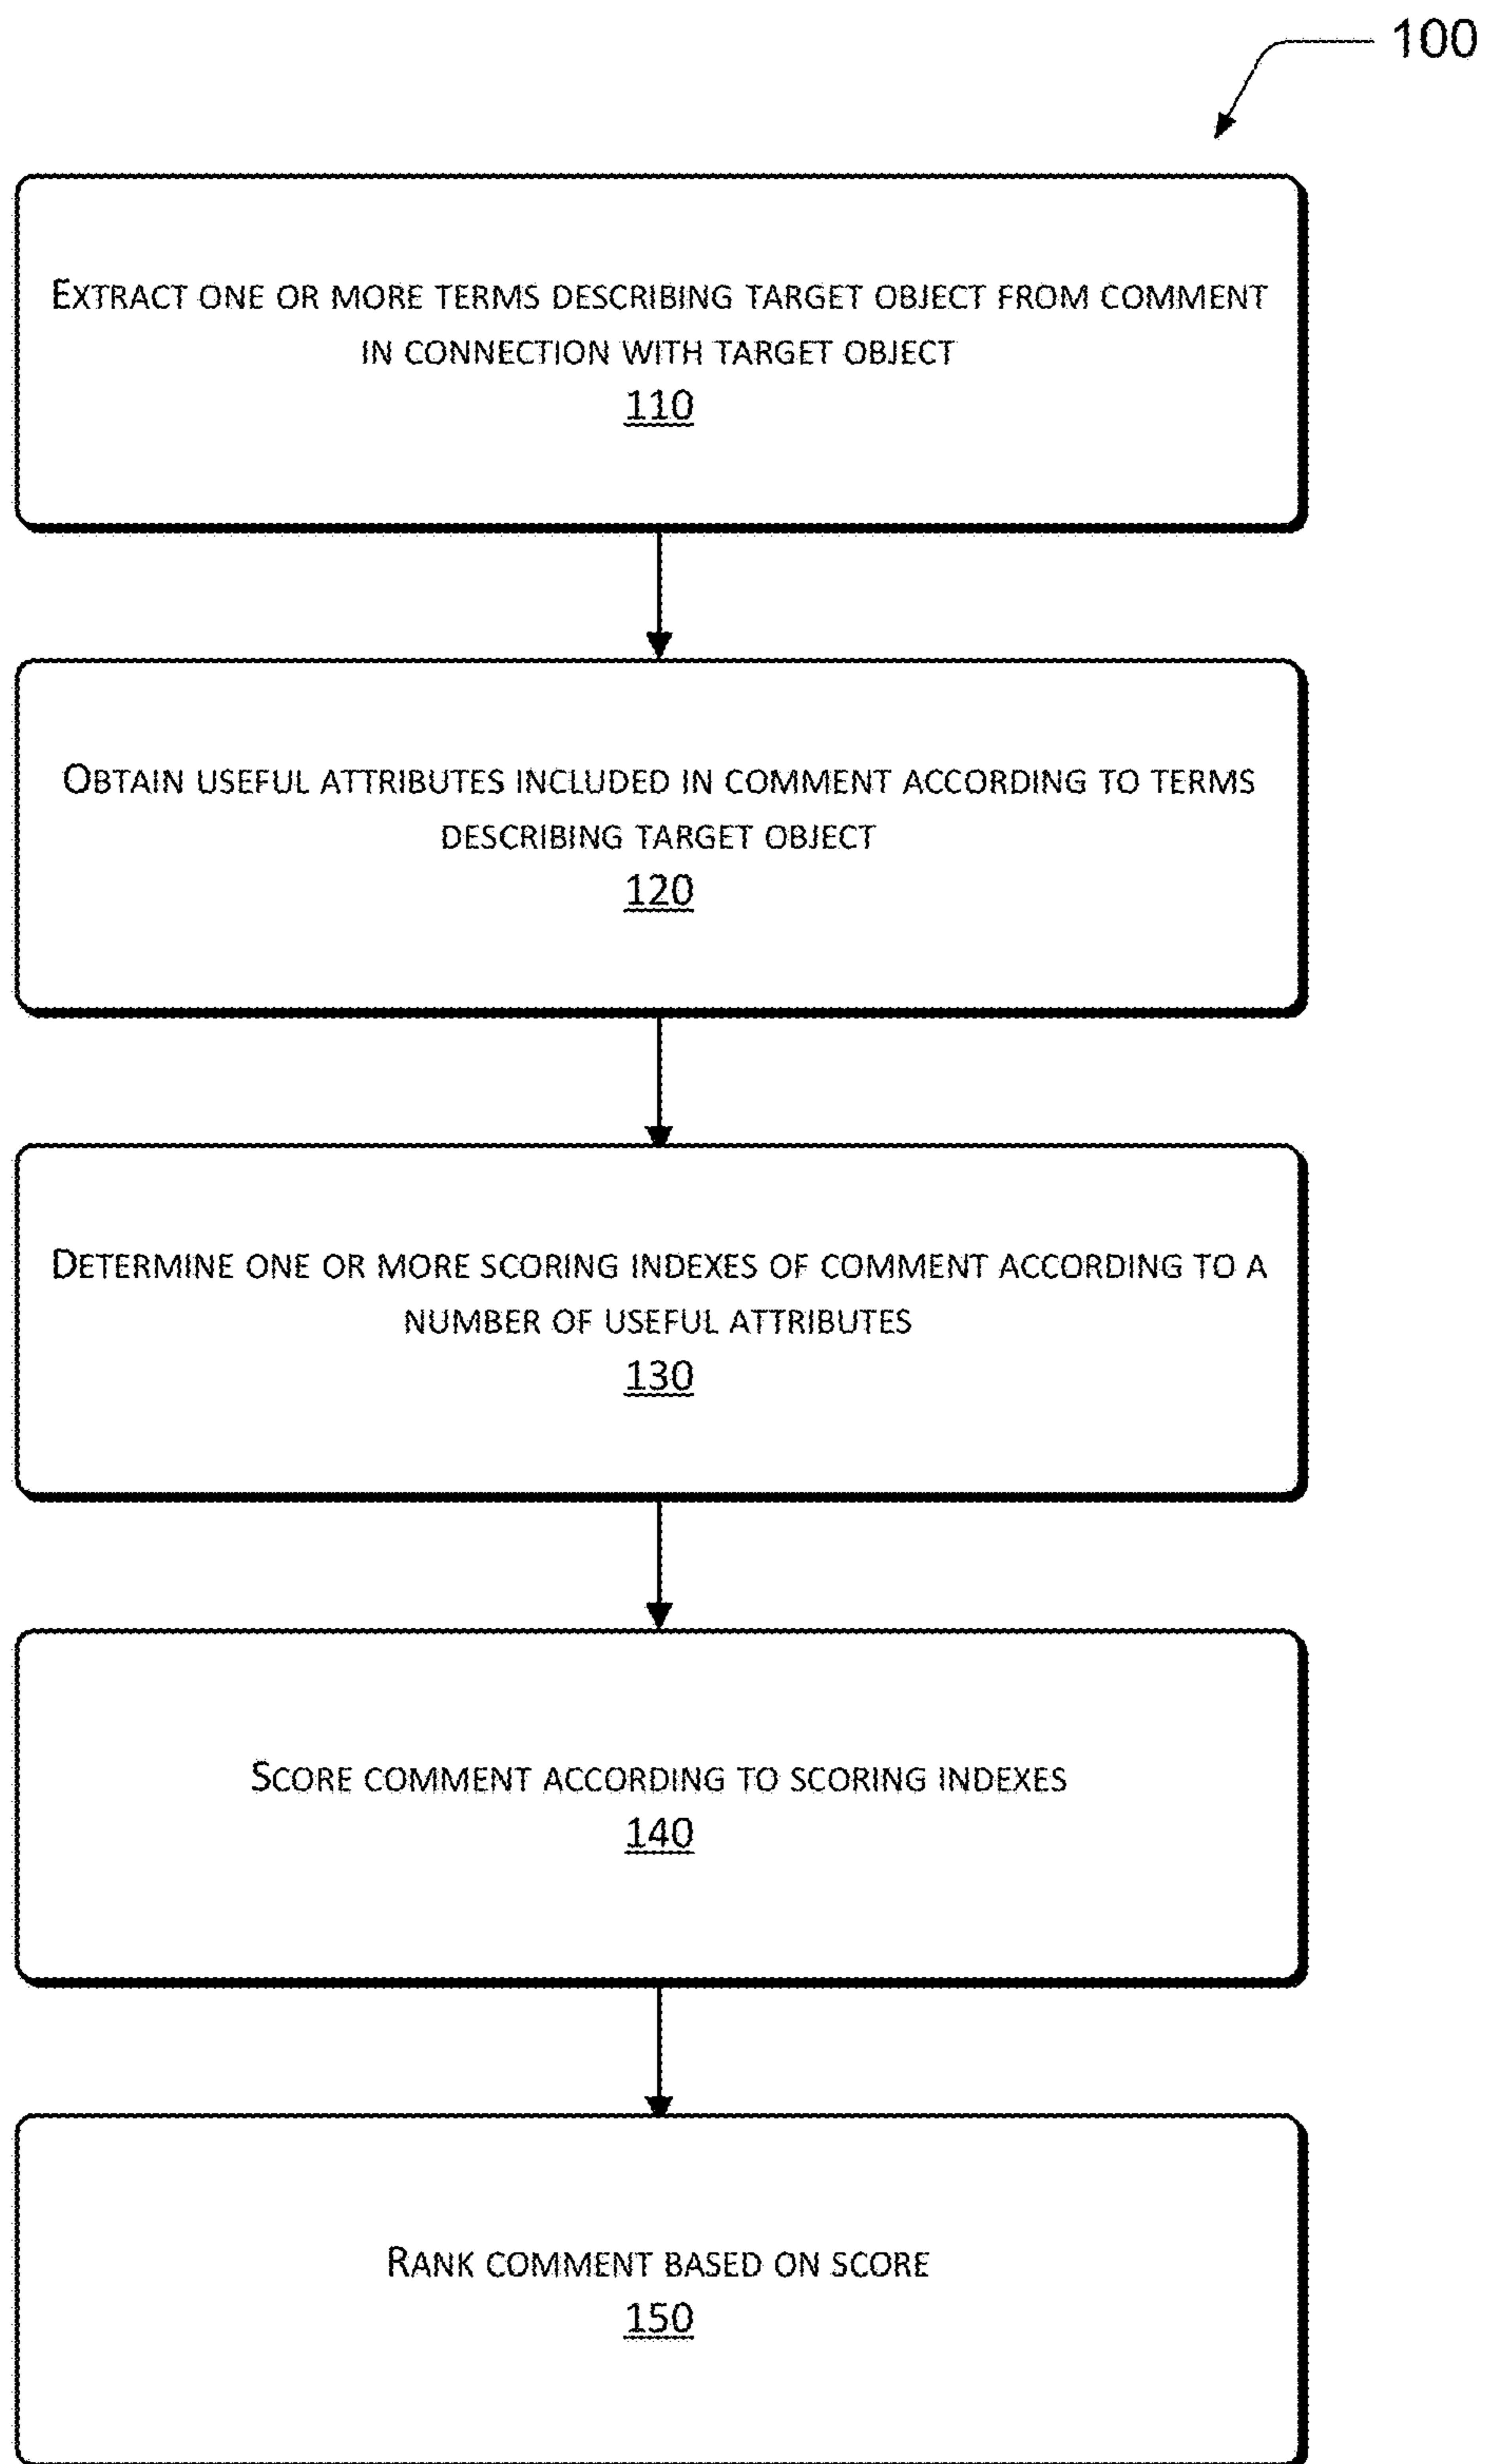 100
EXTRACT ONE OR MORE TERMS DESCRIBING TARGET OBJECT FROM COMMENT
IN CONNECTION WITH TARGET OBJECT
110
OBTAIN USEFUL ATTRIBUTES INCLUDED IN COMMENT ACCORDING TO TERMS
DESCRIBING TARGET OBJECT
120
DETERMINE ONE OR MORE SCORING INDEXES OF COMMENT ACCORDING TO A
NUMBER OF USEFUL ATTRIBUTES
130
SCORE COMMENT ACCORDING TO SCORING INDEXES
140
RANK COMMENT BASED ON SCORE
150